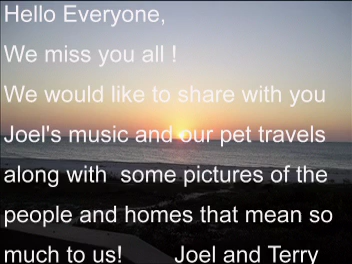 Hello Everyone,
We miss you all !
We would like to share with you
Joel's music and our pet travels
along with  some pictures of the
people and homes that mean so
much to us!        Joel and Terry